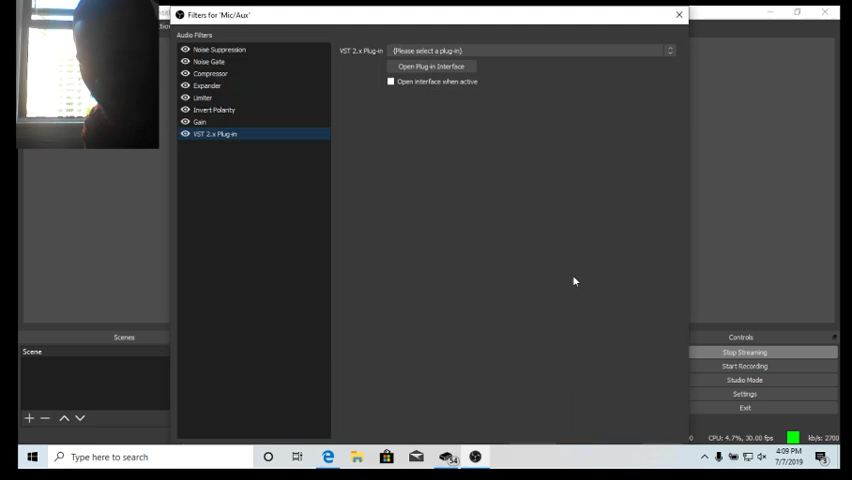 Filters for 'Mic/Aux'
Audio Filters
Noise Suppression
Noise Gate
Compressor
Expander
Limiter
Invert Polarity
Gain
VST 2.x Plug-in
VST 2.x Plug-in
{Please select a plug-in}
Open Plug-in Interface
Open interface when active
Scenes
Scene
Controls
Stop Streaming
Start Recording
Studio Mode
Settings
Exit
CPU: 4.7%, 30.00 fps
kb/s: 2700
Type here to search
54
4:09 PM
7/7/2019
3